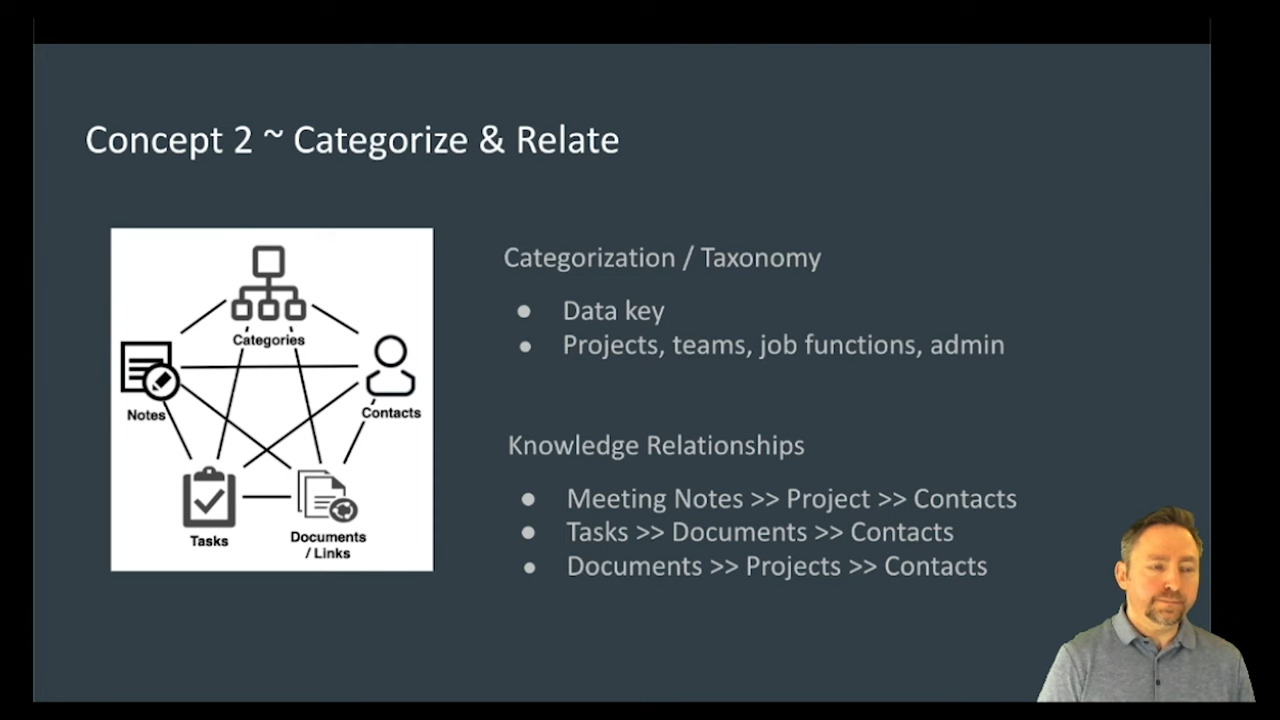 Concept 2 ~ Categorize & Relate
Categories
Notes
Contacts
Tasks
Documents
/ Links
Categorization / Taxonomy
● Data key
● Projects, teams, job functions, admin
Knowledge Relationships
● Meeting Notes >> Project >> Contacts
● Tasks >> Documents >> Contacts
● Documents >> Projects >> Contacts